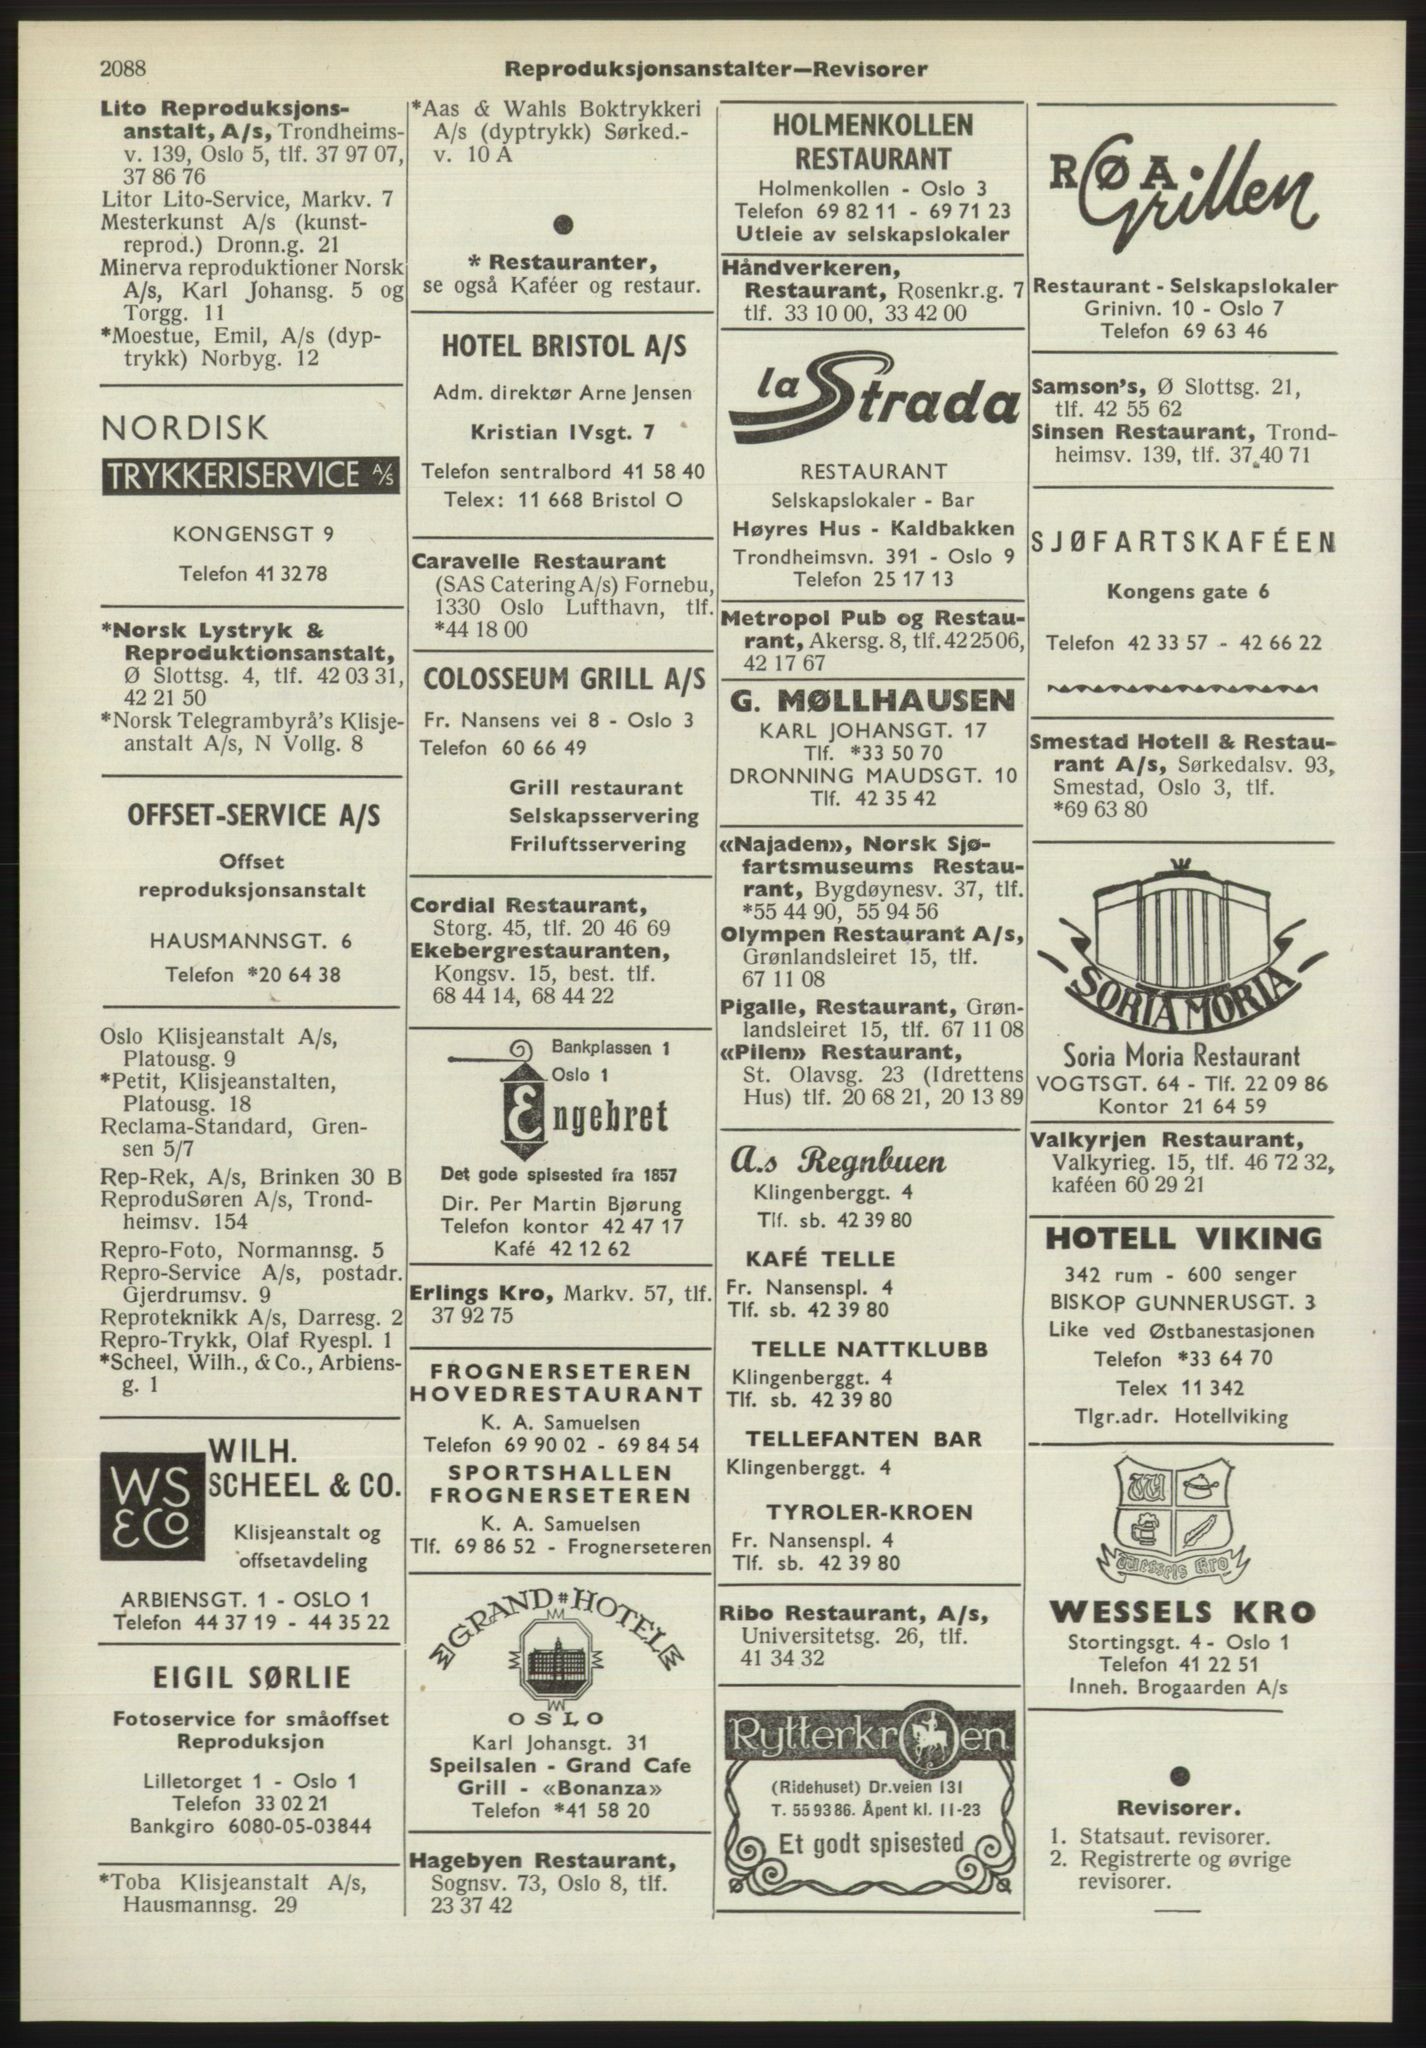 2088
Reproduksjonsanstalter—Revisorer
Lito Reproduksjons-
anstalt, A/s, Trondheims-
v. 139, Oslo 5, tlf. 37 97 07,
37 86 76
Litor Lito-Service, Markv. 7
Mesterkunst A/s (kunst-
reprod.) Dronn.g. 21
Minerva reproduktioner Norsk
A/s, Karl Johansg. 5 og
Torgg. 11
*Moestue, Emil, A/s (dyp-
trykk) Norbyg. 12
NORDISK
TRYKKERISERVICE A/S
KONGENSGT 9
Telefon 41 32 78
*Norsk Lystryk &
Reproduktionsanstalt,
Ø Slottsg. 4, tlf. 42 03 31,
42 21 50
*Norsk Telegrambyrå's Klisje-
anstalt A/s, N Vollg. 8
OFFSET-SERVICE A/S
Offset
reproduksjonsanstalt
HAUSMANNSGT. 6
Telefon *20 64 38
Oslo Klisjeanstalt A/s,
Platousg. 9
*Petit, Klisjeanstalten,
Platousg. 18
Reclama-Standard, Gren-
sen 5/7
Rep-Rek, A/s, Brinken 30 B
ReproduSøren A/s, Trond-
heimsv. 154
Repro-Foto, Normannsg. 5
Repro-Service A/s, postadr.
Gjerdrumsv. 9
Reproteknikk A/s, Darresg. 2
Repro-Trykk, Olaf Ryespl. 1
*Scheel, Wilh., & Co., Arbiens-
g. 1
WS
&Co
WILH.
SCHEEL & CO.
Klisjeanstalt og
offsetavdeling
ARBIENSGT. 1 - OSLO 1
Telefon 44 37 19 - 44 35 22
EIGIL SØRLIE
Fotoservice for småoffset
Reproduksjon
Lilletorget 1 - Oslo 1
Telefon 33 02 21
Bankgiro 6080-05-03844
*Toba Klisjeanstalt A/s,
Hausmannsg. 29
*Aas & Wahls Boktrykkeri
A/s (dyptrykk) Sørked.-
v. 10 A
* Restauranter,
se også Kaféer og restaur.
HOTEL BRISTOL A/S
Adm. direktør Arne Jensen
Kristian IVsgt. 7
Telefon sentralbord 41 58 40
Telex: 11 668 Bristol O
Caravelle Restaurant
(SAS Catering A/s) Fornebu,
1330 Oslo Lufthavn, tlf.
*44 18 00
COLOSSEUM GRILL A/S
Fr. Nansens vei 8 - Oslo 3
Telefon 60 66 49
Grill restaurant
Selskapsservering
Friluftsservering
Cordial Restaurant,
Storg. 45, tlf. 20 46 69
Ekebergrestauranten,
Kongsv. 15, best. tlf.
68 44 14, 68 44 22
Bankplassen 1
Oslo 1
Engebret
Det gode spisested fra 1857
Dir. Per Martin Bjørung
Telefon kontor 42 47 17
Kafé 42 12 62
Erlings Kro, Markv. 57, tlf.
37 92 75
FROGNERSETEREN
HOVEDRESTAURANT
K. A. Samuelsen
Telefon 69 90 02 - 69 84 54
SPORTSHALLEN
FROGNERSETEREN
K. A. Samuelsen
Tlf. 69 86 52 - Frognerseteren
GRAND HOTEL
OSLO
Karl Johansgt. 31
Speilsalen - Grand Cafe
Grill - «Bonanza»
Telefon *41 58 20
Hagebyen Restaurant,
Sognsv. 73, Oslo 8, tlf.
23 37 42
HOLMENKOLLEN
RESTAURANT
Holmenkollen - Oslo 3
Telefon 69 82 11 - 69 71 23
Utleie av selskapslokaler
Håndverkeren,
Restaurant, Rosenkr.g. 7
tlf. 33 10 00, 33 42 00
la Strada
RESTAURANT
Selskapslokaler - Bar
Høyres Hus - Kaldbakken
Trondheimsvn. 391 - Oslo 9
Telefon 25 17 13
Metropol Pub og Restau-
rant, Akersg. 8, tlf. 42 25 06,
42 17 67
G. MØLLHAUSEN
KARL JOHANSGT. 17
Tlf. *33 50 70
DRONNING MAUDSGT. 10
Tlf. 42 35 42
«Najaden», Norsk Sjø-
fartsmuseums Restau-
rant, Bygdøynesv. 37, tlf.
*55 44 90, 55 94 56
Olympen Restaurant A/s,
Grønlandsleiret 15, tlf.
67 11 08
Pigalle, Restaurant, Grøn-
landsleiret 15, tlf. 67 11 08
«Pilen» Restaurant,
St. Olavsg. 23 (Idrettens
Hus) tlf. 20 68 21, 20 13 89
A.s Regnbuen
Klingenberggt. 4
Tlf. sb. 42 39 80
KAFÉ TELLE
Fr. Nansenspl. 4
Tlf. sb. 42 39 80
TELLE NATTKLUBB
Klingenberggt. 4
Tlf. sb. 42 39 80
TELLEFANTEN BAR
Klingenberggt. 4
TYROLER-KROEN
Fr. Nansenspl. 4
Tlf. sb. 42 39 80
Ribo Restaurant, A/s,
Universitetsg. 26, tlf.
41 34 32
Rytterkroen
(Ridehuset) Dr.veien 131
T. 55 93 86. Åpent kl. 11-23
Et godt spisested
RØA Grillen
Restaurant - Selskapslokaler
Grinivn. 10 - Oslo 7
Telefon 69 63 46
Samson's, Ø Slottsg. 21,
tlf. 42 55 62
Sinsen Restaurant, Trond-
heimsv. 139, tlf. 37 40 71
SJØFARTSKAFÉEN
Kongens gate 6
Telefon 42 33 57 - 42 66 22
Smestad Hotell & Restau-
rant A/s, Sørkedalsv. 93,
Smestad, Oslo 3, tlf.
*69 63 80
SORIA MORIA
Soria Moria Restaurant
VOGTSGT. 64 - Tlf. 22 09 86
Kontor 21 64 59
Valkyrjen Restaurant,
Valkyrieg. 15, tlf. 46 72 32,
kaféen 60 29 21
HOTELL VIKING
342 rum - 600 senger
BISKOP GUNNERUSGT. 3
Like ved Østbanestasjonen
Telefon *33 64 70
Telex 11 342
Tlgr.adr. Hotellviking
W
Wessels Kro
WESSELS KRO
Stortingsgt. 4 - Oslo 1
Telefon 41 22 51
Inneh. Brogaarden A/s
Revisorer.
1. Statsaut. revisorer.
2. Registrerte og øvrige
revisorer.